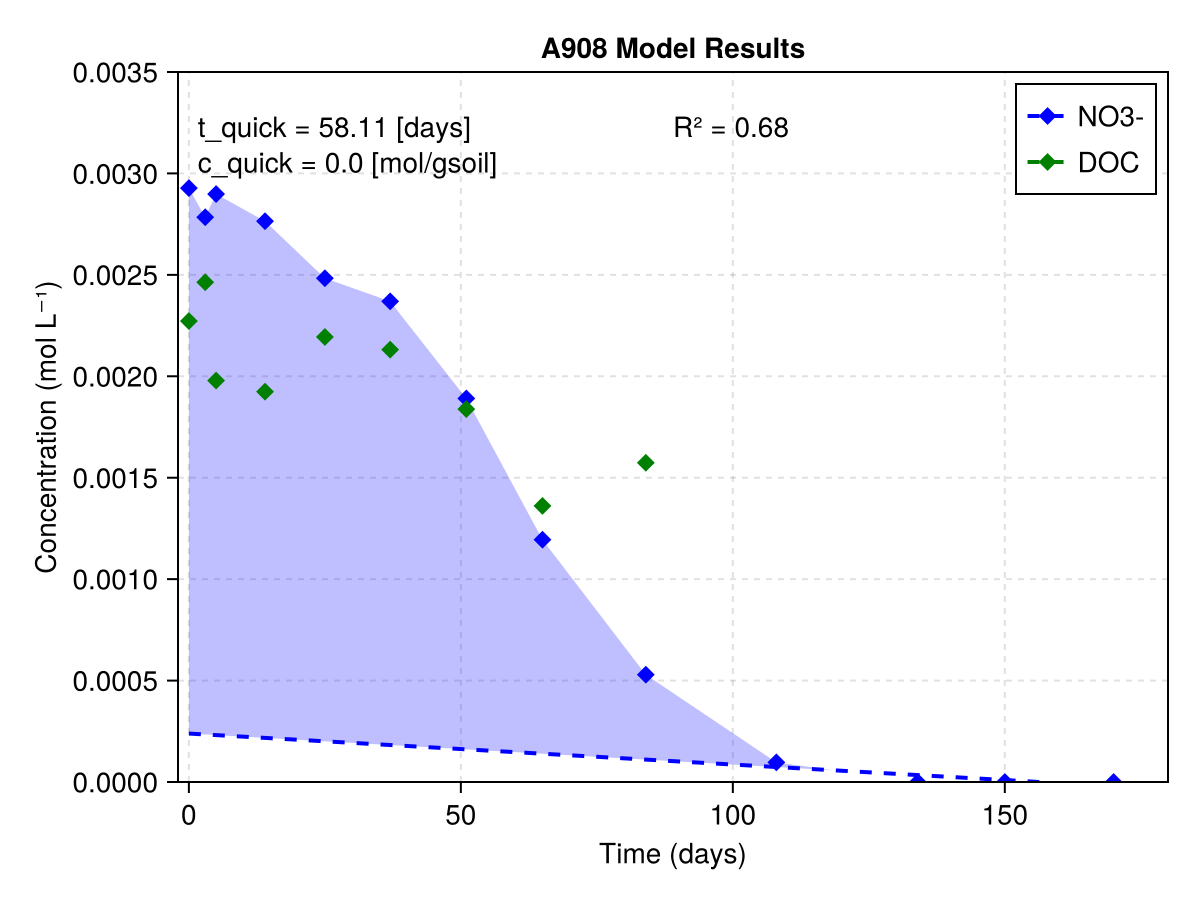 A908 Model Results
0.0035
0.0030
0.0025
0.0020
0.0015
0.0010
0.0005
0.0000
Concentration (mol L⁻¹)
t_quick = 58.11 [days]
c_quick = 0.0 [mol/gsoil]
R² = 0.68
NO3-
DOC
0 50 100 150
Time (days)